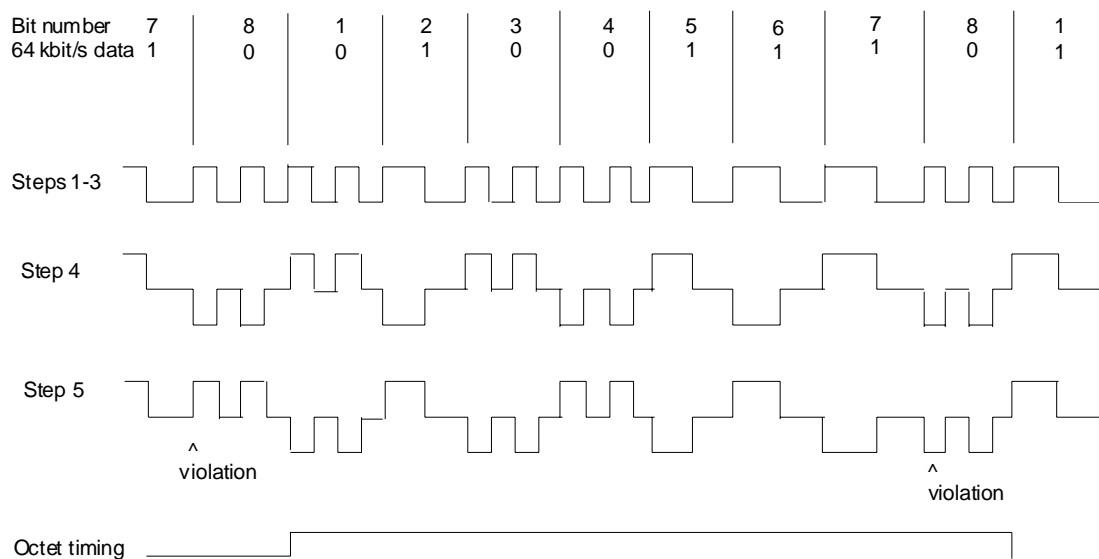 Bit number 7 8 1 2 3 4 5 6 7 8 1
64 kbit/s data 1 0 0 1 0 0 1 1 1 0 1
Steps 1-3
Step 4
Step 5
^
violation
^
violation
Octet timing